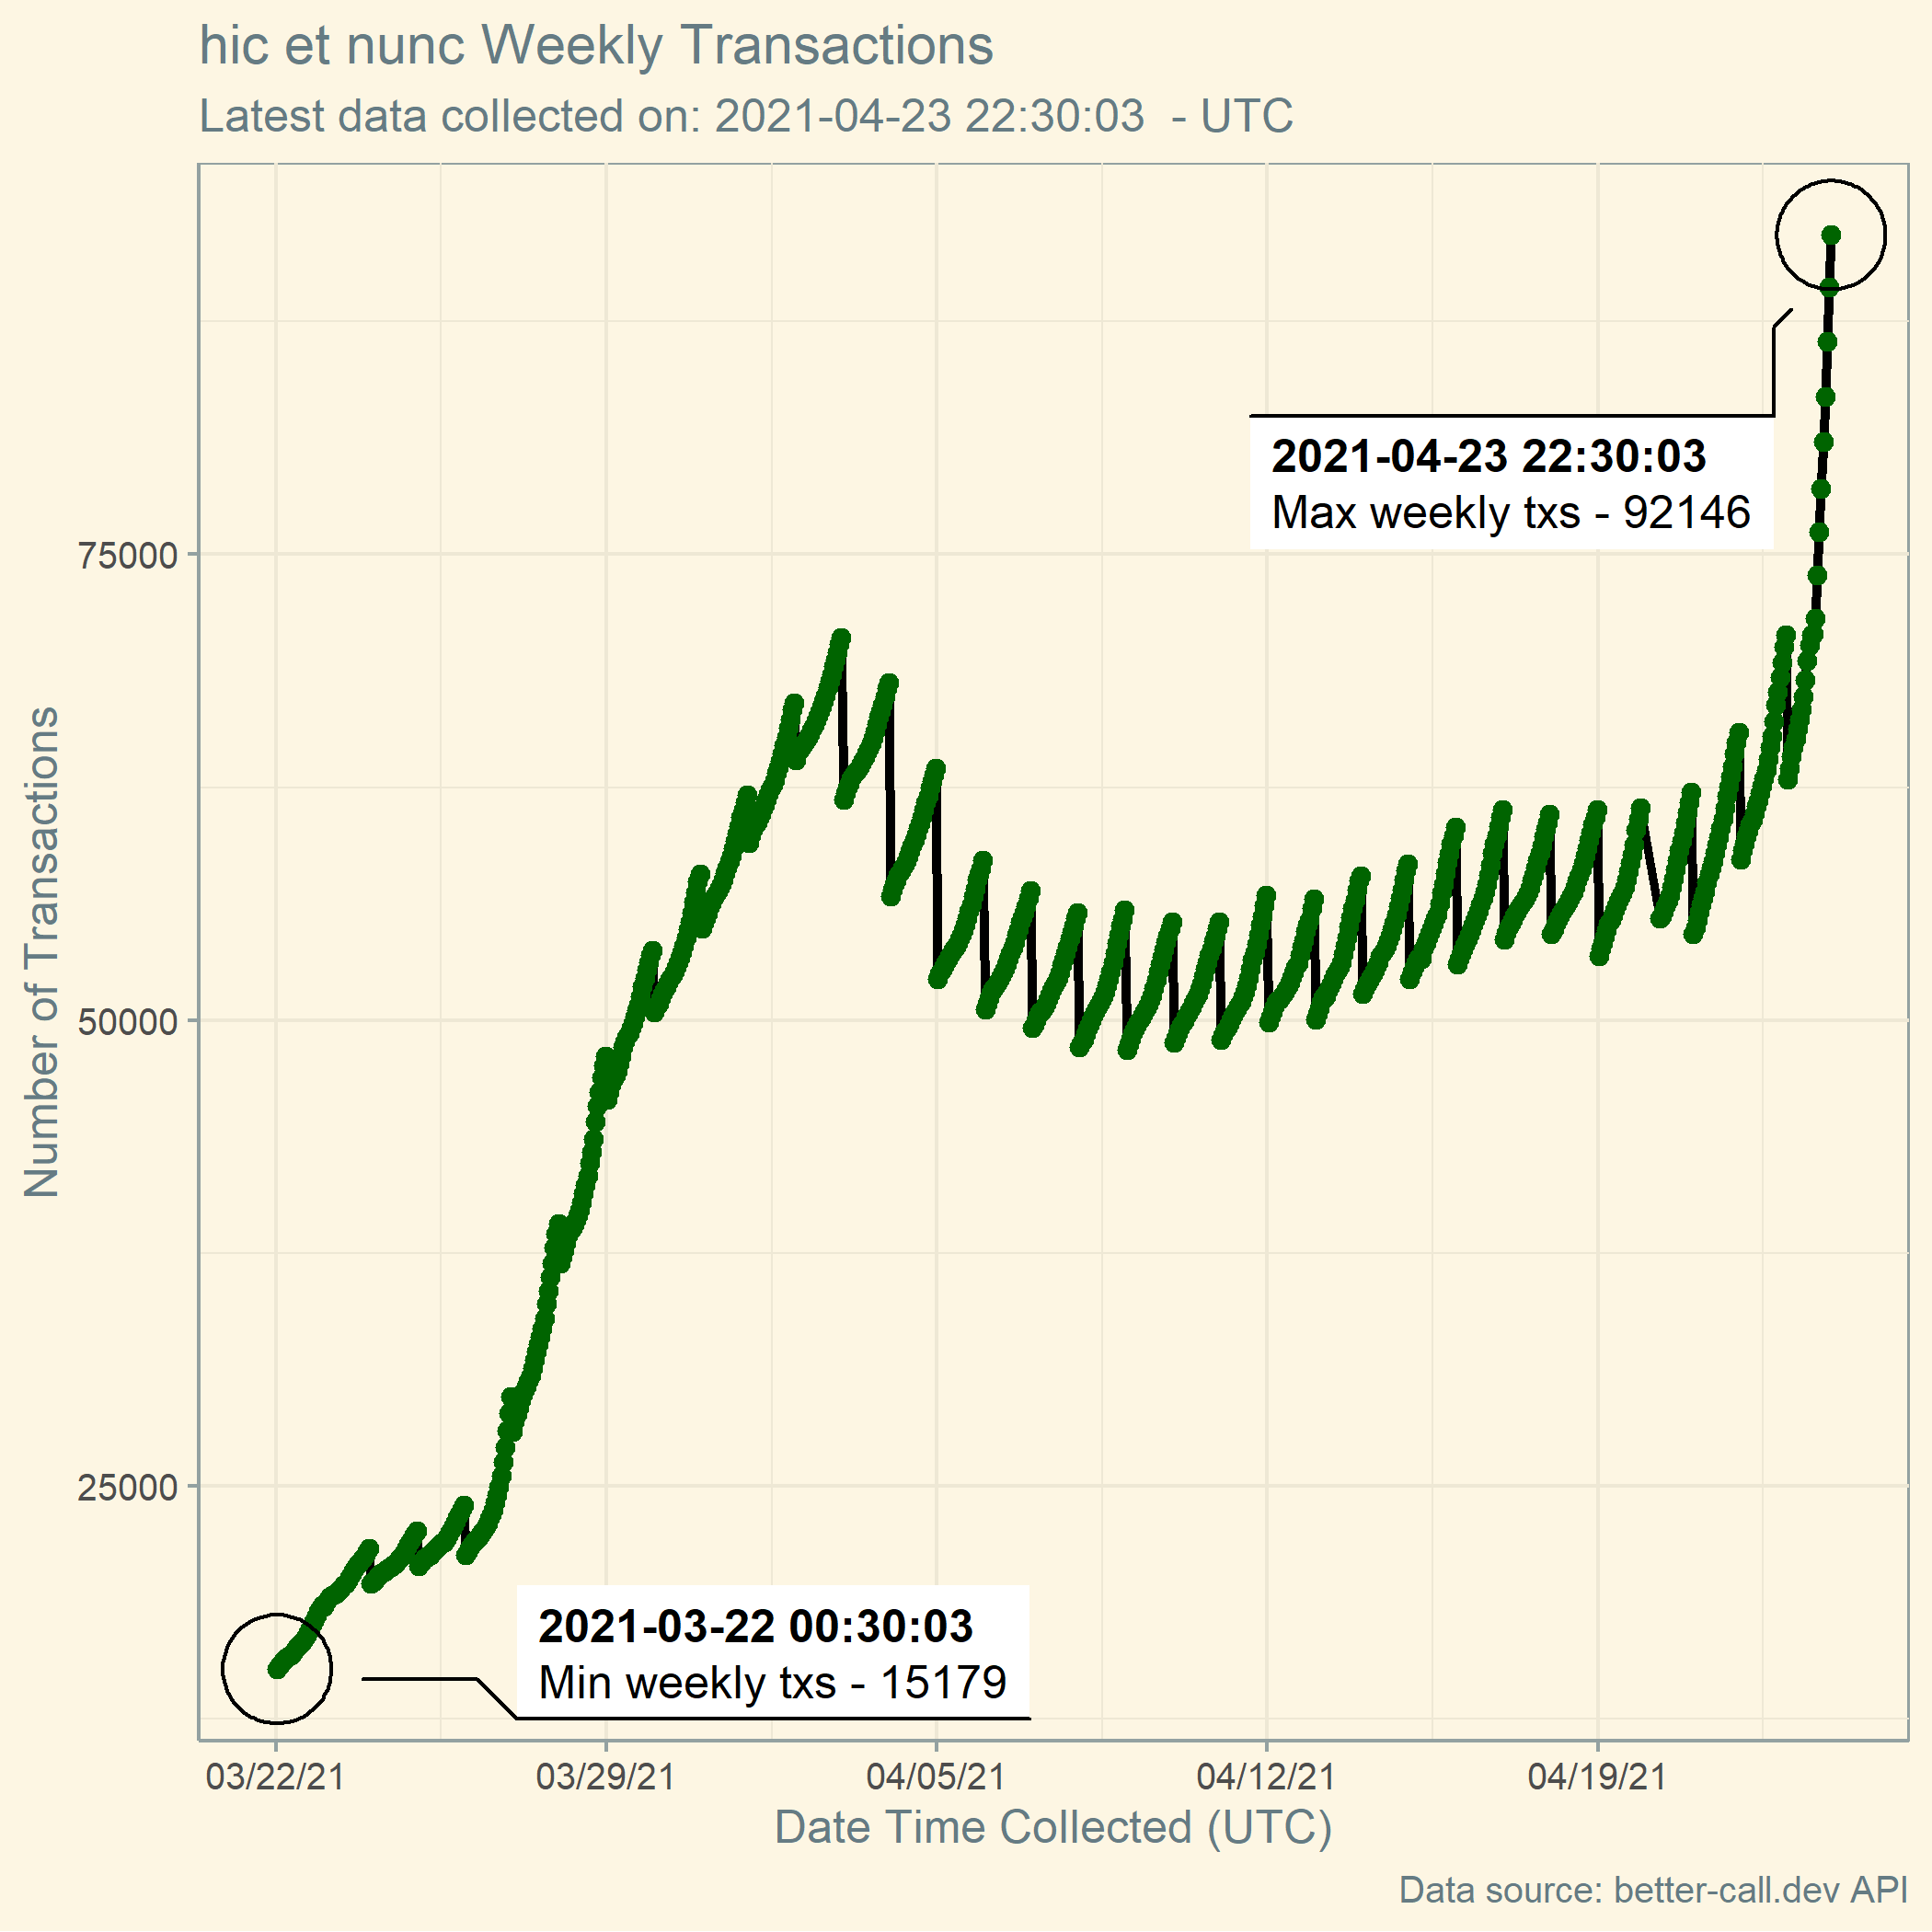 hic et nunc Weekly Transactions
Latest data collected on: 2021-04-23 22:30:03  - UTC
2021-04-23 22:30:03
Max weekly txs - 92146
75000
50000
25000
Number of Transactions
2021-03-22 00:30:03
Min weekly txs - 15179
03/22/21 03/29/21 04/05/21 04/12/21 04/19/21
Date Time Collected (UTC)
Data source: better-call.dev API